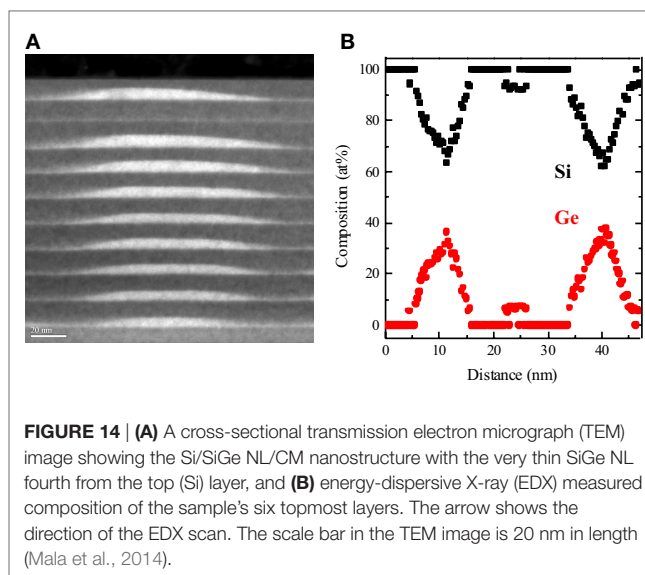 A
B
20 nm
100
80
60
40
20
0
Composition (at%)
Si
Ge
0 10 20 30 40
Distance (nm)
FIGURE 14 | (A) A cross-sectional transmission electron micrograph (TEM)
image showing the Si/SiGe NL/CM nanostructure with the very thin SiGe NL
fourth from the top (Si) layer, and (B) energy-dispersive X-ray (EDX) measured
composition of the sample’s six topmost layers. The arrow shows the
direction of the EDX scan. The scale bar in the TEM image is 20 nm in length
(Mala et al., 2014).